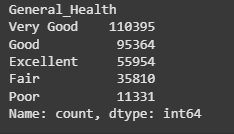 General_Health
Very Good    110395
Good          95364
Excellent     55954
Fair          35810
Poor          11331
Name: count, dtype: int64